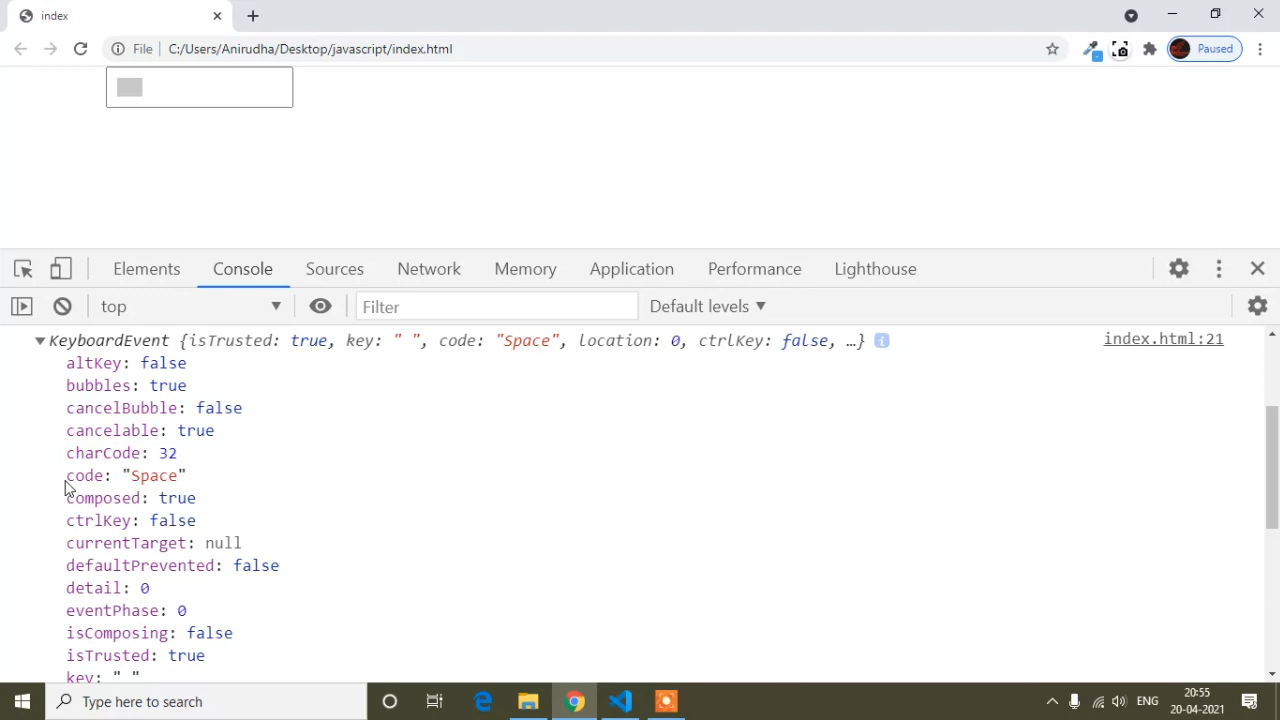 index
File
C:/Users/Anirudha/Desktop/javascript/index.html
Paused
Elements Console Sources Network Memory Application Performance Lighthouse
top ▼ Filter Default levels ▼
▼KeyboardEvent {isTrusted: true, key: " ", code: "Space", location: 0, ctrlKey: false, …} i index.html:21
altKey: false
bubbles: true
cancelBubble: false
cancelable: true
charCode: 32
code: "Space"
composed: true
ctrlKey: false
currentTarget: null
defaultPrevented: false
detail: 0
eventPhase: 0
isComposing: false
isTrusted: true
key: " "
Type here to search
ENG
20:55
20-04-2021